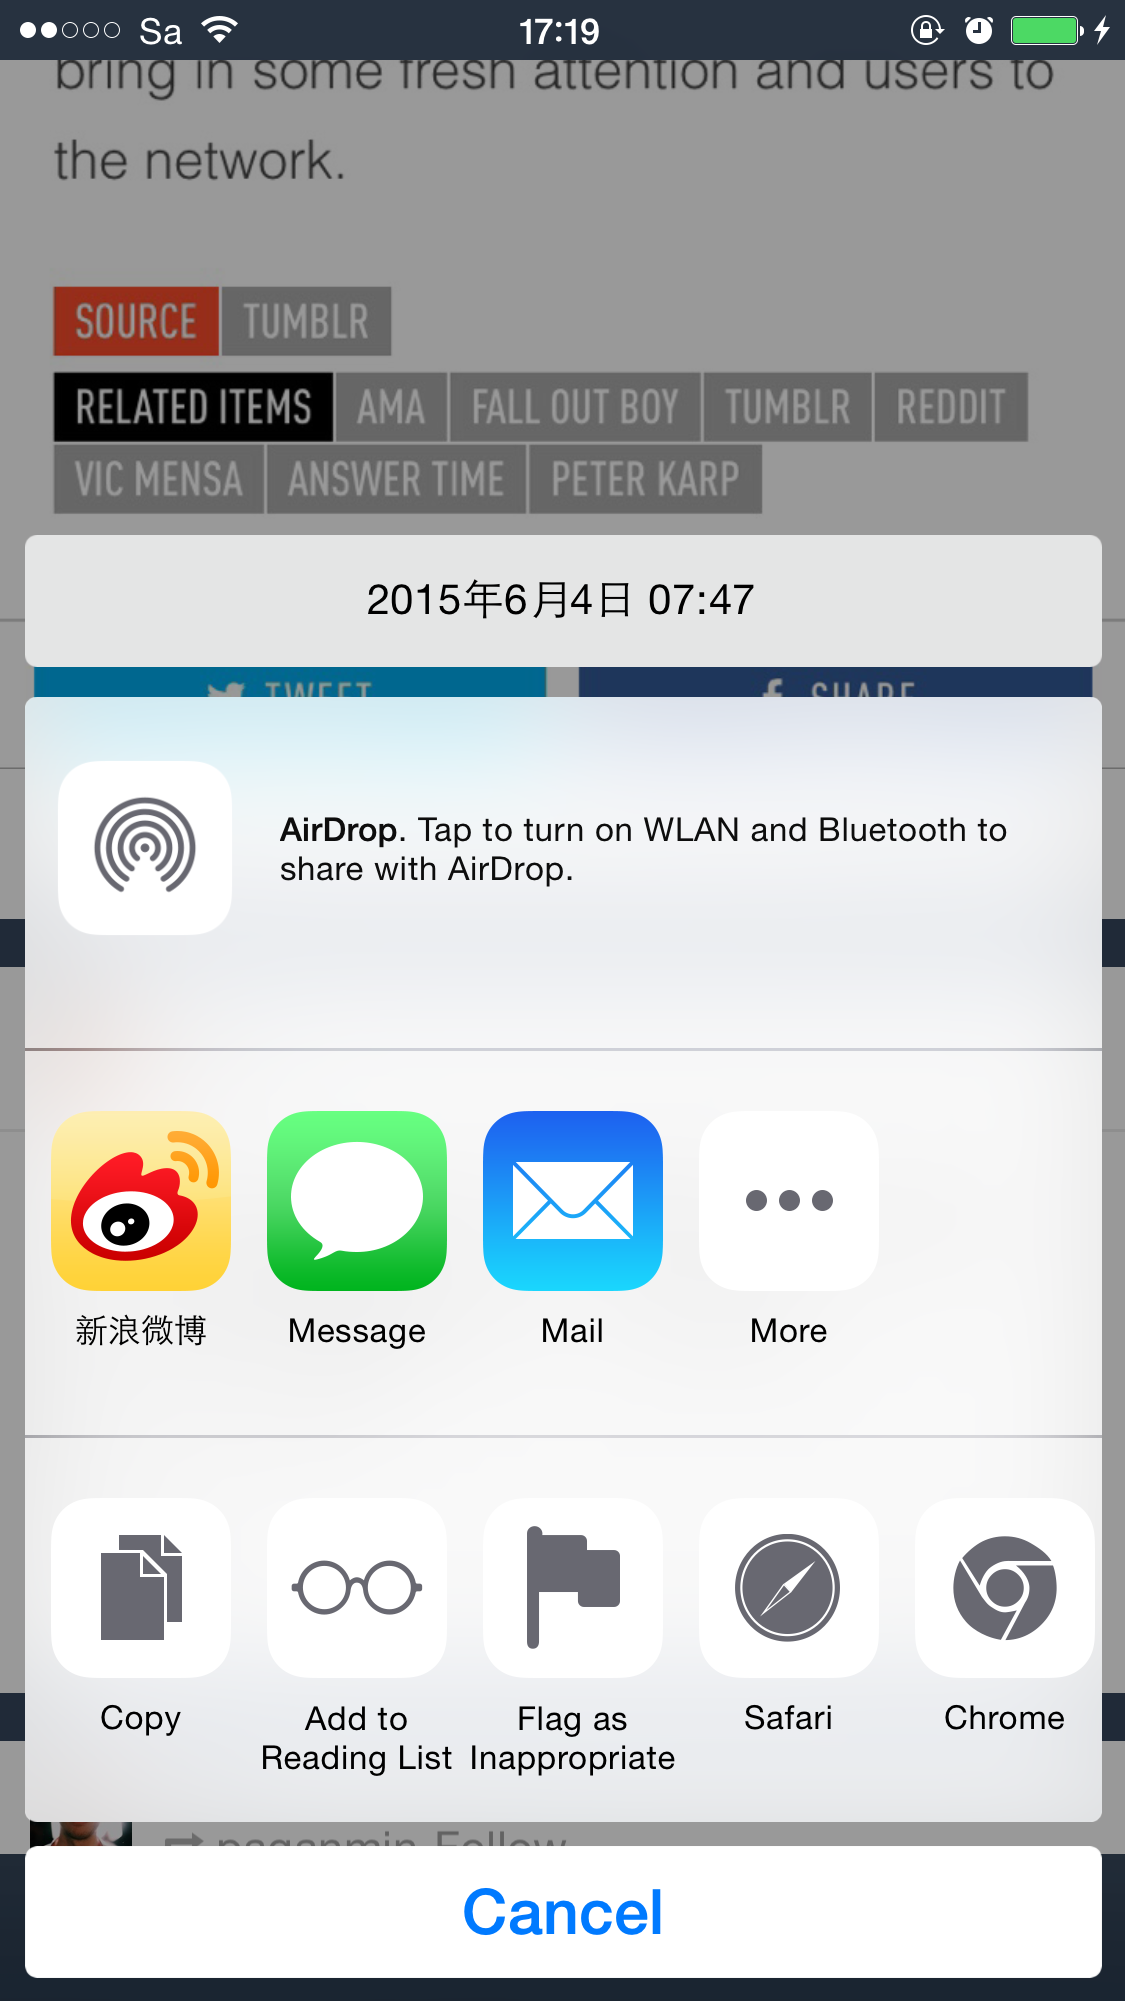 Sa 17:19
bring in some fresh attention and users to
the network.
SOURCE TUMBLR
RELATED ITEMS AMA FALL OUT BOY TUMBLR REDDIT
VIC MENSA ANSWER TIME PETER KARP
2015年6月4日 07:47
TWEET SHARE
AirDrop. Tap to turn on WLAN and Bluetooth to
share with AirDrop.
新浪微博 Message Mail More
Copy Add to Reading List Flag as Inappropriate Safari Chrome
paganmin Follow
Cancel